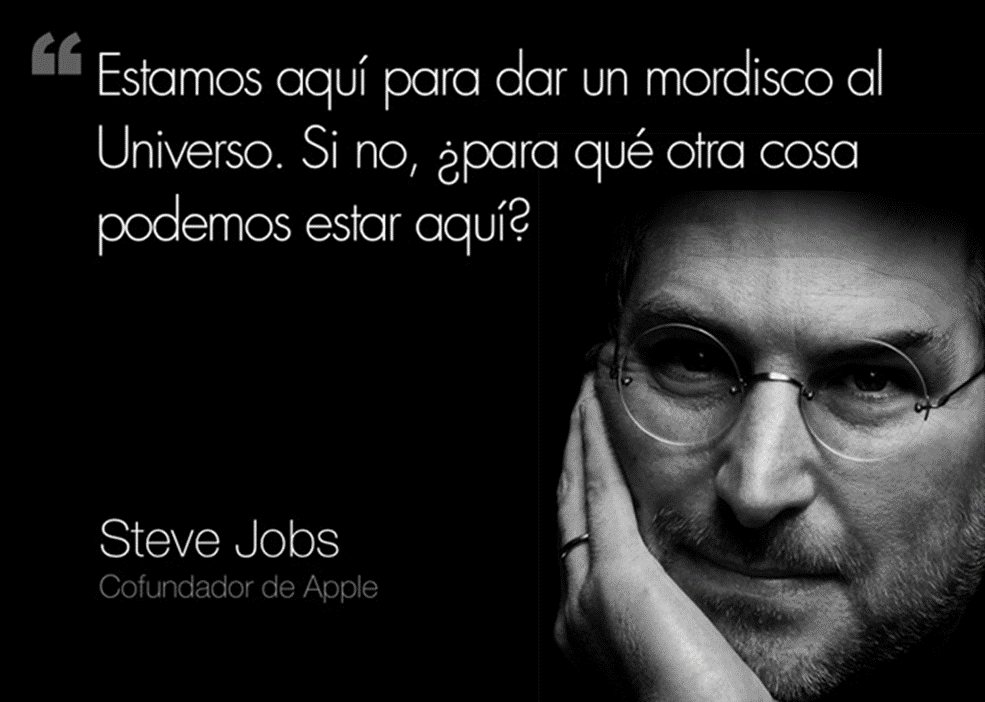 “ Estamos aquí para dar un mordisco al
Universo. Si no, ¿para qué otra cosa
podemos estar aquí?
Steve Jobs
Cofundador de Apple